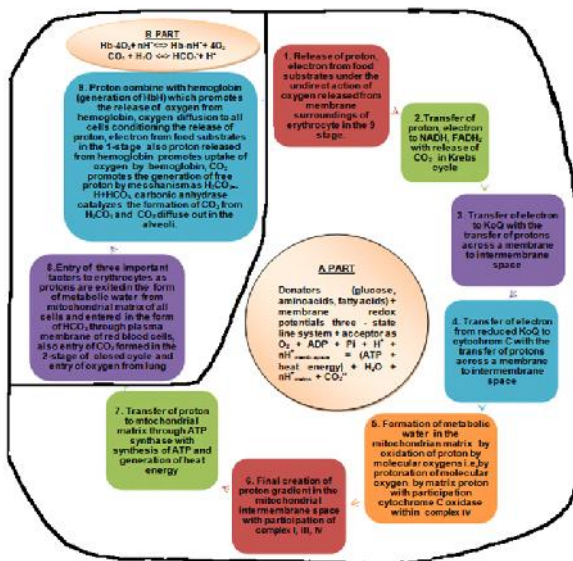 B PART
Hb-4O₂+ nH⁺<=> Hb-nH⁺+ 4O₂
CO₂ + H₂O <=> HCO₃⁻+ H⁺
9. Proton combine with hemoglobin
(generation of HbH) which promotes
the release of oxygen from
hemoglobin, oxygen diffusion to all
cells conditioning the release of
proton, electron from food substrates
in the 1-stage also proton released
from hemoglobin promotes uptake of
oxygen by hemoglobin, CO₂
promotes the generation of free
proton by messhanism as H₂CO₃=
H+HCO₃, carbonic anhydrase
catalyzes the formation of CO₂ from
H₂CO₃ and CO₂ diffuse out in the
alveoli.
1. Release of proton,
electron from food
substrates under the
undirect action of
oxygen released from
membrane
surroundings of
erythrocyte in the 9
stage.
2.Transfer of
proton, electron
to NADH, FADH₂
with release of
CO₂ in Krebs
cycle
3. Transfer of electron
to KoQ with the
transfer of protons
across a membrane
to intermembrane
space
4. Transfer of electron
from reduced KoQ to
cytochrom C with the
transfer of protons
across a membrane
to intermembrane
space
5. Formation of metabolic
water in the
mitochondrian matrix by
oxidation of proton by
molecular oxygens i.e,by
protonation of molecular
oxygen by matrix proton
with participation
cytochrome C oxidase
within complex IV
6. Final creation of
proton gradient in the
mitochondrial
intermembrane space
with participation of
complex I, III, IV
7. Transfer of proton
to mitochondrial
matrix through ATP
synthase with
synthesis of ATP and
generation of heat
energy
8.Entry of three important
factors to erythrocytes as
protons are exited in the form
of metabolic water from
mitochondrial matrix of all
cells and entered in the form
of HCO₃ through plasma
membrane of red blood cells,
also entry of CO₂ formed in the
2-stage of closed cycle and
entry of oxygen from lung
A PART
Donators (glucose,
aminoacids, fatty acids) +
membrane redox
potentials three - state
line system + acceptor as
O₂ + ADP + Pi + H⁺ +
nH⁺ = (ATP +
heat energy) + H₂O +
nH⁺matrix + CO₂